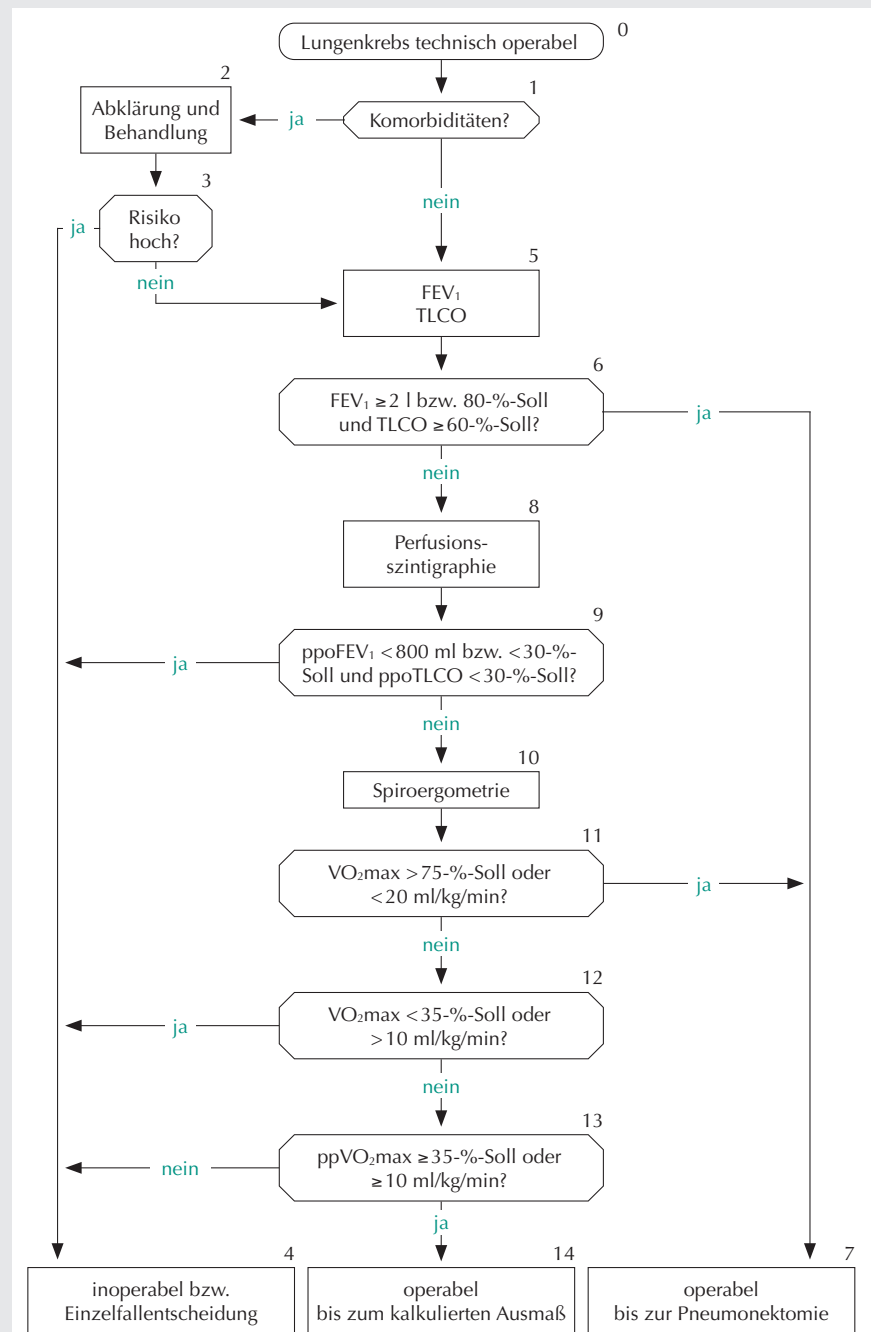 0
Lungenkrebs technisch operabel
1
Komorbiditäten?
ja
2
Abklärung und
Behandlung
3
Risiko
hoch?
ja
nein
nein
5
FEV₁
TLCO
6
FEV₁ ≥2 l bzw. 80-%-Soll
und TLCO ≥60-%-Soll?
ja
nein
8
Perfusions-
szintigraphie
9
ppoFEV₁ <800 ml bzw. <30-%-
Soll und ppoTLCO <30-%-Soll?
ja
nein
10
Spiroergometrie
11
VO₂max >75-%-Soll oder
<20 ml/kg/min?
ja
nein
12
VO₂max <35-%-Soll oder
>10 ml/kg/min?
ja
nein
13
ppVO₂max ≥35-%-Soll oder
≥10 ml/kg/min?
nein
ja
4
inoperabel bzw.
Einzelfallentscheidung
14
operabel
bis zum kalkulierten Ausmaß
7
operabel
bis zur Pneumonektomie